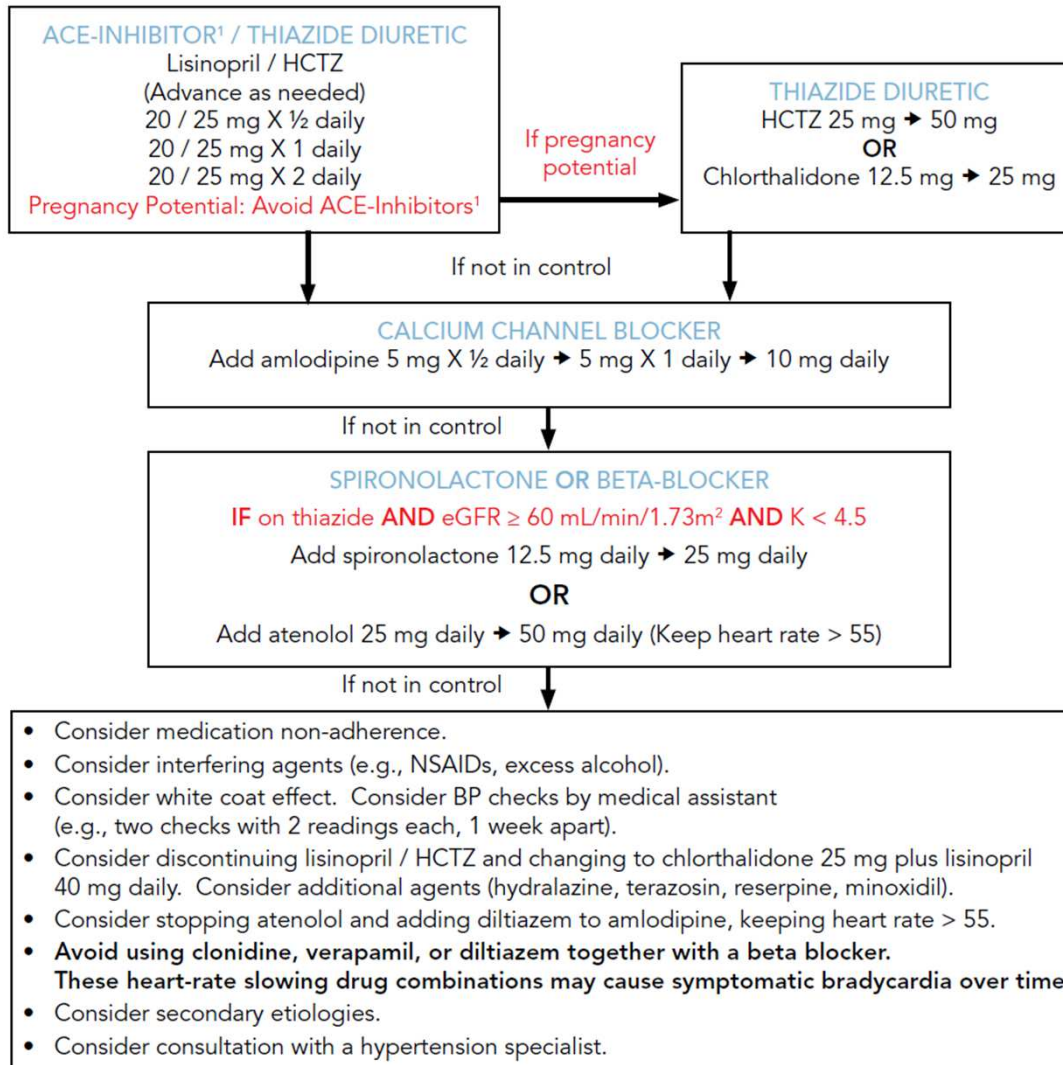 ACE-INHIBITOR¹ / THIAZIDE DIURETIC
Lisinopril / HCTZ
(Advance as needed)
20 / 25 mg X ½ daily
20 / 25 mg X 1 daily
20 / 25 mg X 2 daily
Pregnancy Potential: Avoid ACE-Inhibitors¹
If pregnancy
potential
THIAZIDE DIURETIC
HCTZ 25 mg ➔ 50 mg
OR
Chlorthalidone 12.5 mg ➔ 25 mg
If not in control
CALCIUM CHANNEL BLOCKER
Add amlodipine 5 mg X ½ daily ➔ 5 mg X 1 daily ➔ 10 mg daily
If not in control
SPIRONOLACTONE OR BETA-BLOCKER
IF on thiazide AND eGFR ≥ 60 mL/min/1.73m² AND K < 4.5
Add spironolactone 12.5 mg daily ➔ 25 mg daily
OR
Add atenolol 25 mg daily ➔ 50 mg daily (Keep heart rate > 55)
If not in control
• Consider medication non-adherence.
• Consider interfering agents (e.g., NSAIDs, excess alcohol).
• Consider white coat effect. Consider BP checks by medical assistant
(e.g., two checks with 2 readings each, 1 week apart).
• Consider discontinuing lisinopril / HCTZ and changing to chlorthalidone 25 mg plus lisinopril
40 mg daily. Consider additional agents (hydralazine, terazosin, reserpine, minoxidil).
• Consider stopping atenolol and adding diltiazem to amlodipine, keeping heart rate > 55.
• Avoid using clonidine, verapamil, or diltiazem together with a beta blocker.
These heart-rate slowing drug combinations may cause symptomatic bradycardia over time
• Consider secondary etiologies.
• Consider consultation with a hypertension specialist.